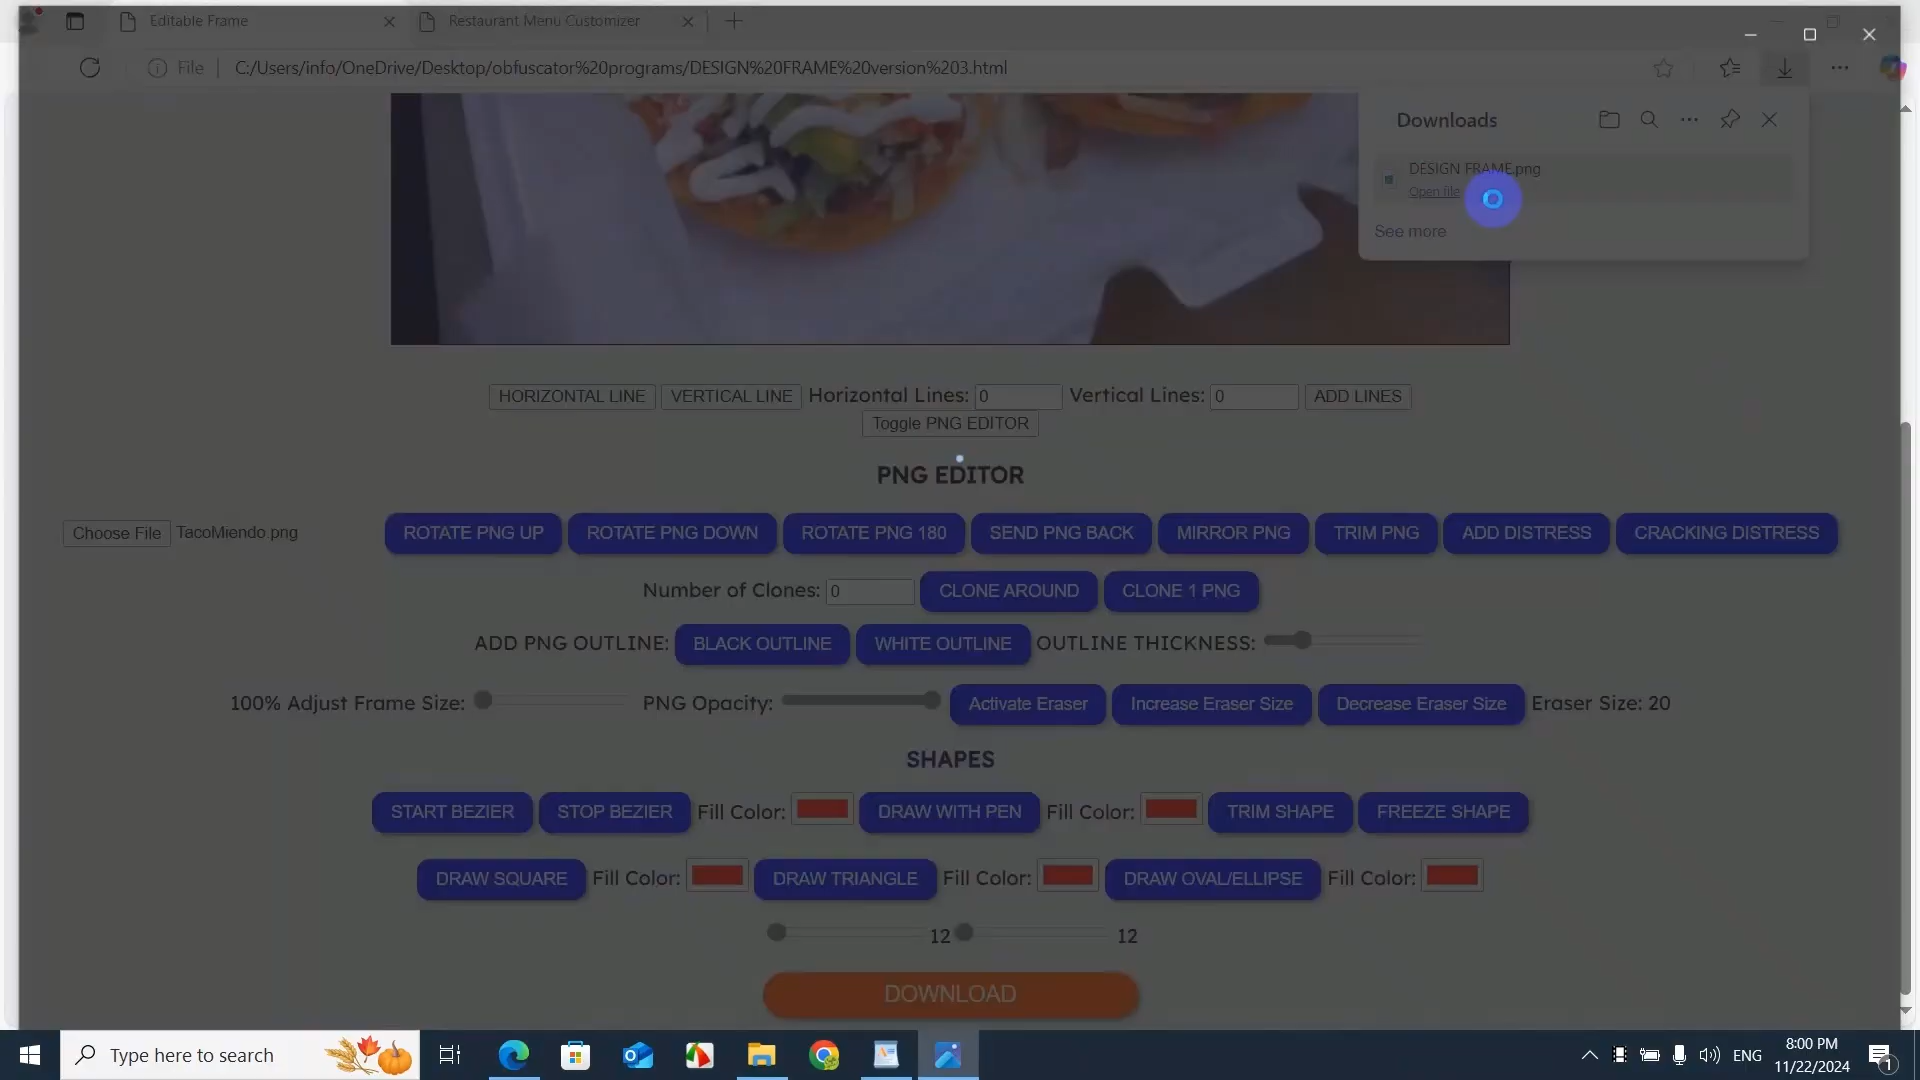 Editable Frame
Restaurant Menu Customizer
File
C:/Users/info/OneDrive/Desktop/obfuscator%20programs/DESIGN%20FRAME%20version%203.html
Downloads
DESIGN FRAME.png
Open file
See more
HORIZONTAL LINE VERTICAL LINE Horizontal Lines: 0 Vertical Lines: 0 ADD LINES
Toggle PNG EDITOR
PNG EDITOR
Choose File TacoMiendo.png ROTATE PNG UP ROTATE PNG DOWN ROTATE PNG 180 SEND PNG BACK MIRROR PNG TRIM PNG ADD DISTRESS CRACKING DISTRESS
Number of Clones: 0 CLONE AROUND CLONE 1 PNG
ADD PNG OUTLINE: BLACK OUTLINE WHITE OUTLINE OUTLINE THICKNESS:
100% Adjust Frame Size: PNG Opacity: Activate Eraser Increase Eraser Size Decrease Eraser Size Eraser Size: 20
SHAPES
START BEZIER STOP BEZIER Fill Color: DRAW WITH PEN Fill Color: TRIM SHAPE FREEZE SHAPE
DRAW SQUARE Fill Color: DRAW TRIANGLE Fill Color: DRAW OVAL/ELLIPSE Fill Color:
12 12
DOWNLOAD
Type here to search
ENG
8:00 PM
11/22/2024
1